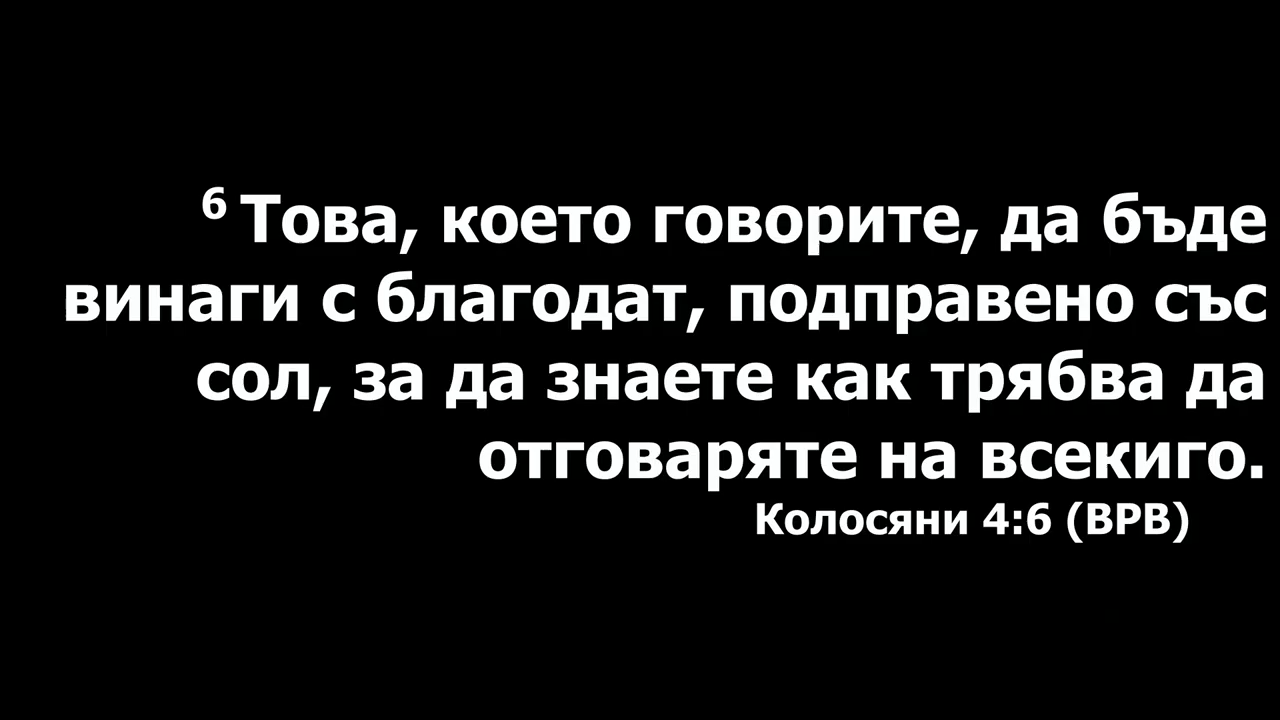 6 Това, което говорите, да бъде
винаги с благодат, подправено със
сол, за да знаете как трябва да
отговаряте на всекиго.
Колосяни 4:6 (ВРВ)